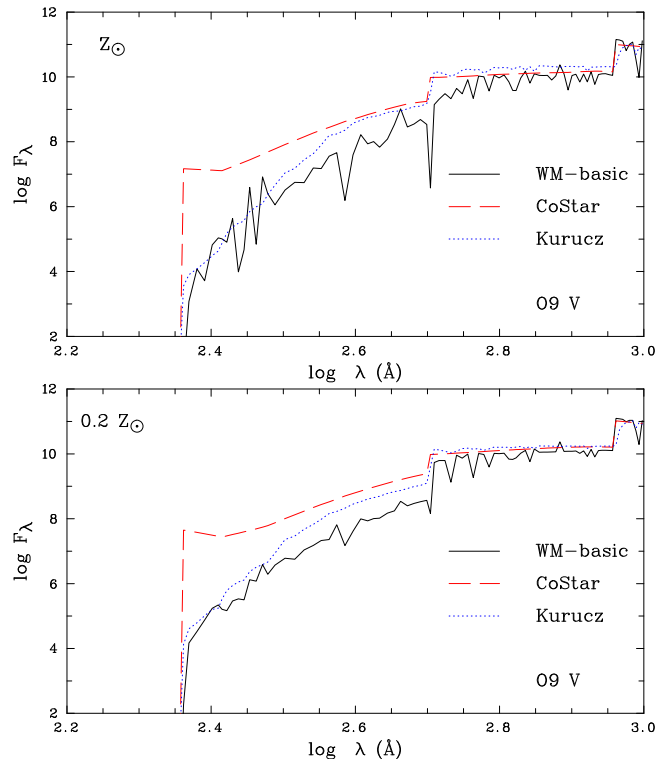 12
10
8
6
4
2
log Fλ
Z☉
WM-basic
CoStar
Kurucz
O9 V
2.2 2.4 2.6 2.8 3.0
log λ (Å)
12
10
8
6
4
2
log Fλ
0.2 Z☉
WM-basic
CoStar
Kurucz
O9 V
2.2 2.4 2.6 2.8 3.0
log λ (Å)